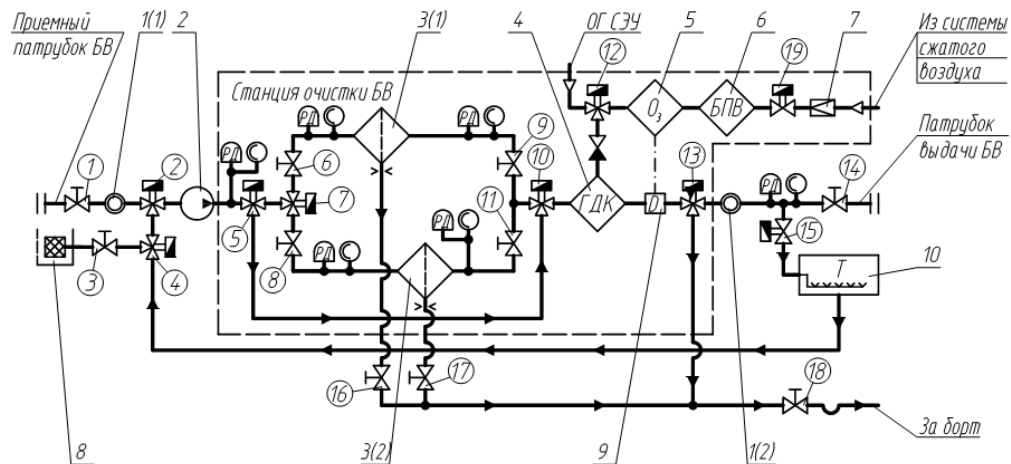 Приемный
патрубок БВ
1(1)
2
3(1)
4
ОГ СЭУ
5
6
7
Из системы
сжатого
воздуха
Станция очистки БВ
12
19
РД
РД
O₃
БПВ
Патрубок
выдачи БВ
1
2
6
9
10
13
14
7
ГДК
D
РД
РД
5
11
15
РД
РД
8
3
4
T
10
16
17
18
8
3(2)
9
1(2)
За борт